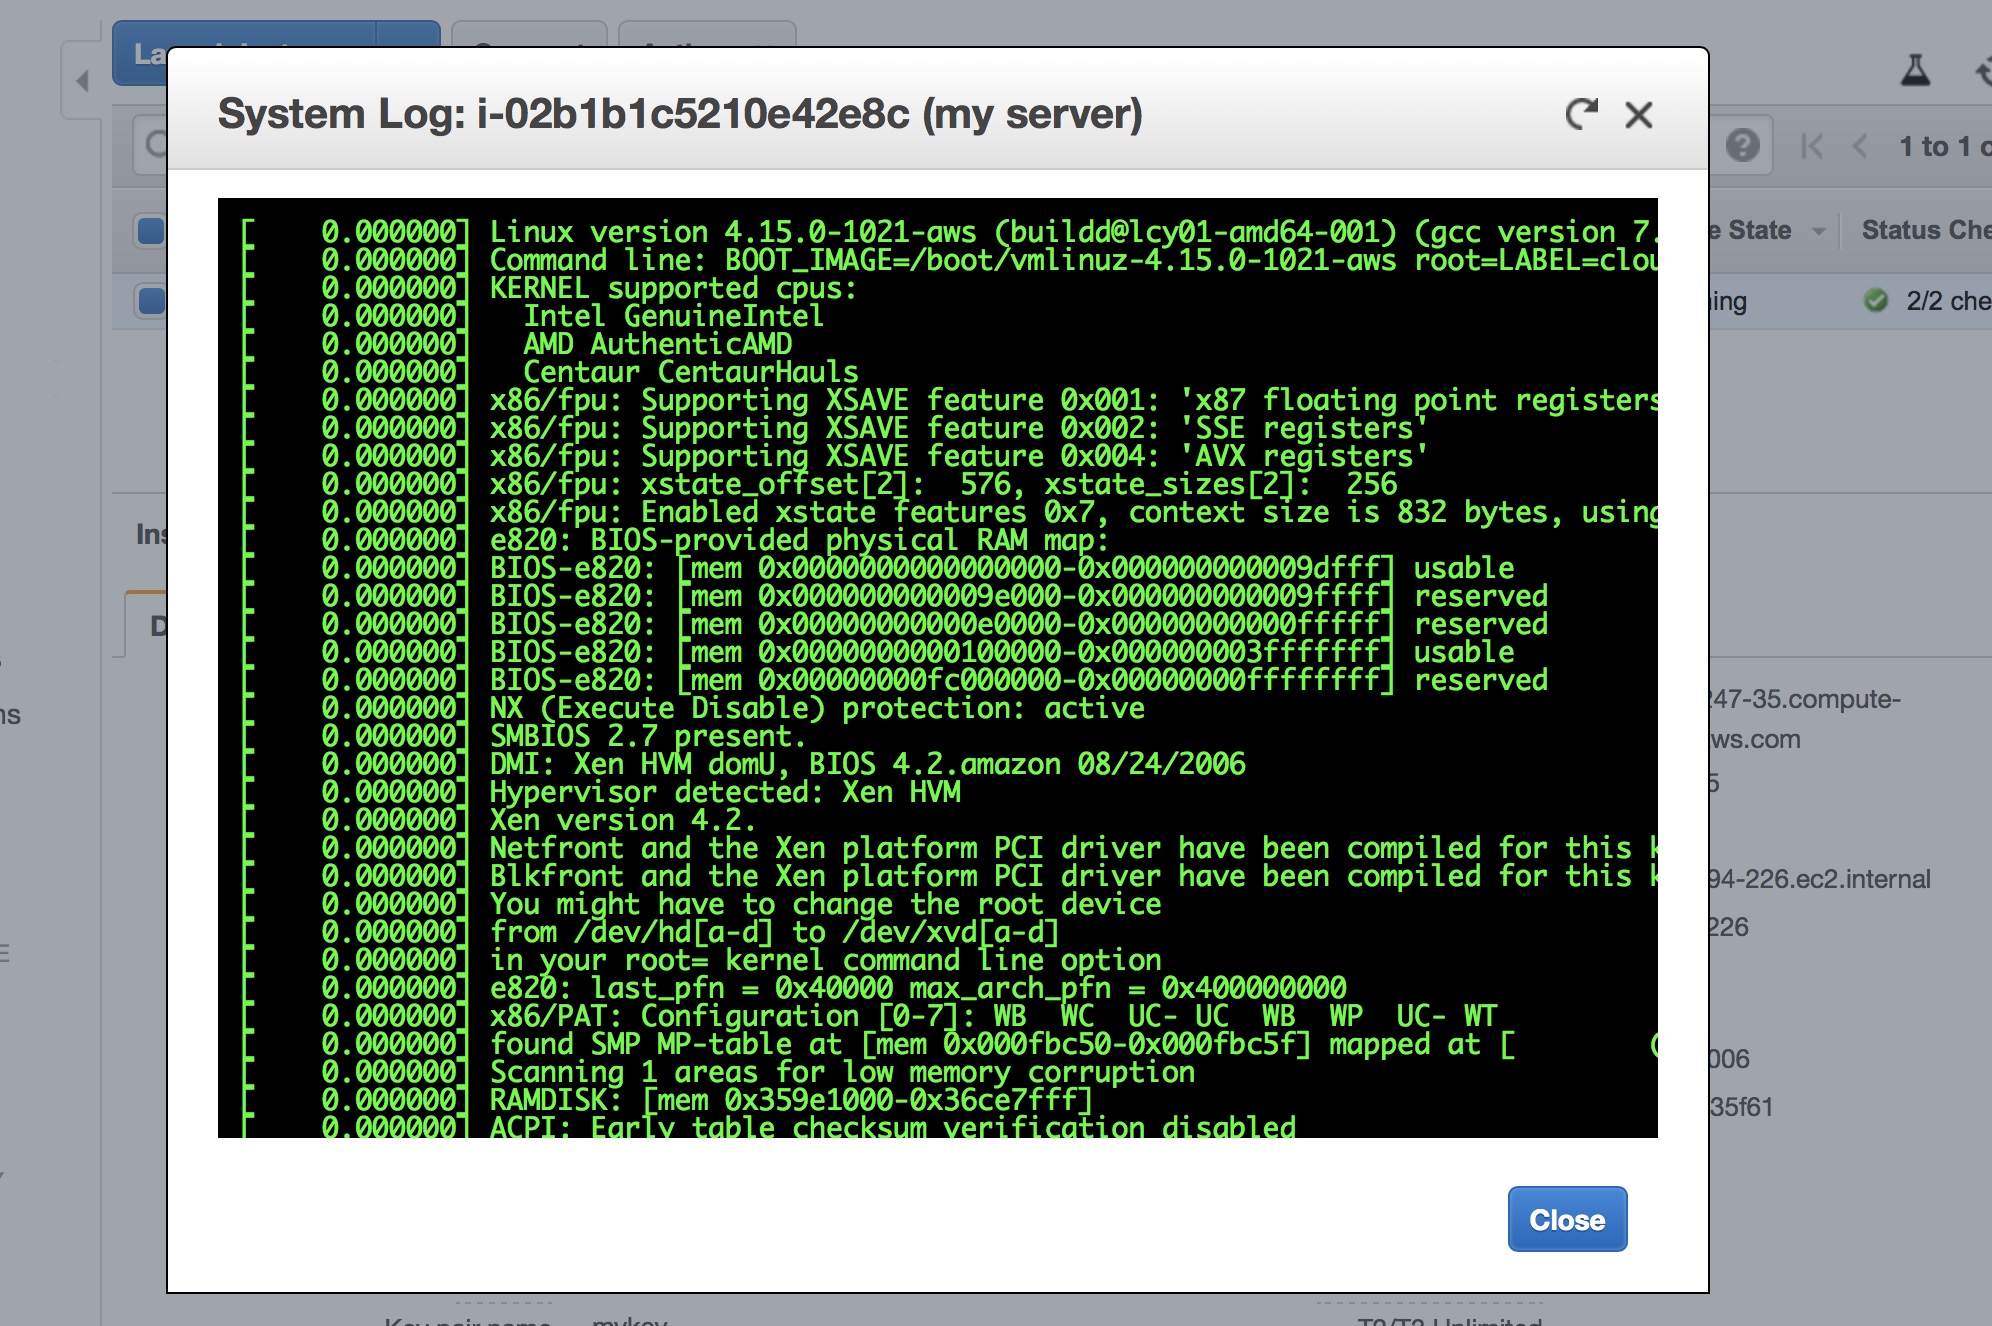 System Log: i-02b1b1c5210e42e8c (my server)
1 to 1
State
Status
2/2
[    0.000000] Linux version 4.15.0-1021-aws (buildd@lcy01-amd64-001) (gcc version 7.
[    0.000000] Command line: BOOT_IMAGE=/boot/vmlinuz-4.15.0-1021-aws root=LABEL=clou
[    0.000000] KERNEL supported cpus:
[    0.000000]   Intel GenuineIntel
[    0.000000]   AMD AuthenticAMD
[    0.000000]   Centaur CentaurHauls
[    0.000000] x86/fpu: Supporting XSAVE feature 0x001: 'x87 floating point registers
[    0.000000] x86/fpu: Supporting XSAVE feature 0x002: 'SSE registers'
[    0.000000] x86/fpu: Supporting XSAVE feature 0x004: 'AVX registers'
[    0.000000] x86/fpu: xstate_offset[2]:  576, xstate_sizes[2]:  256
[    0.000000] x86/fpu: Enabled xstate features 0x7, context size is 832 bytes, using
[    0.000000] e820: BIOS-provided physical RAM map:
[    0.000000] BIOS-e820: [mem 0x0000000000000000-0x000000000009dfff] usable
[    0.000000] BIOS-e820: [mem 0x000000000009e000-0x000000000009ffff] reserved
[    0.000000] BIOS-e820: [mem 0x00000000000e0000-0x00000000000fffff] reserved
[    0.000000] BIOS-e820: [mem 0x0000000000100000-0x000000003fffffff] usable
[    0.000000] BIOS-e820: [mem 0x00000000fc000000-0x00000000ffffffff] reserved
[    0.000000] NX (Execute Disable) protection: active
[    0.000000] SMBIOS 2.7 present.
[    0.000000] DMI: Xen HVM domU, BIOS 4.2.amazon 08/24/2006
[    0.000000] Hypervisor detected: Xen HVM
[    0.000000] Xen version 4.2.
[    0.000000] Netfront and the Xen platform PCI driver have been compiled for this k
[    0.000000] Blkfront and the Xen platform PCI driver have been compiled for this k
[    0.000000] You might have to change the root device
[    0.000000] from /dev/hd[a-d] to /dev/xvd[a-d]
[    0.000000] in your root= kernel command line option
[    0.000000] e820: last_pfn = 0x40000 max_arch_pfn = 0x400000000
[    0.000000] x86/PAT: Configuration [0-7]: WB  WC  UC- UC  WB  WP  UC- WT
[    0.000000] found SMP MP-table at [mem 0x000fbc50-0x000fbc5f] mapped at [        (
[    0.000000] Scanning 1 areas for low memory corruption
[    0.000000] RAMDISK: [mem 0x359e1000-0x36ce7fff]
[    0.000000] ACPI: Early table checksum verification disabled
247-35.compute-
ws.com
94-226.ec2.internal
226
006
35f61
Close
Key pair name
mykey
T2/T3 Unlimited